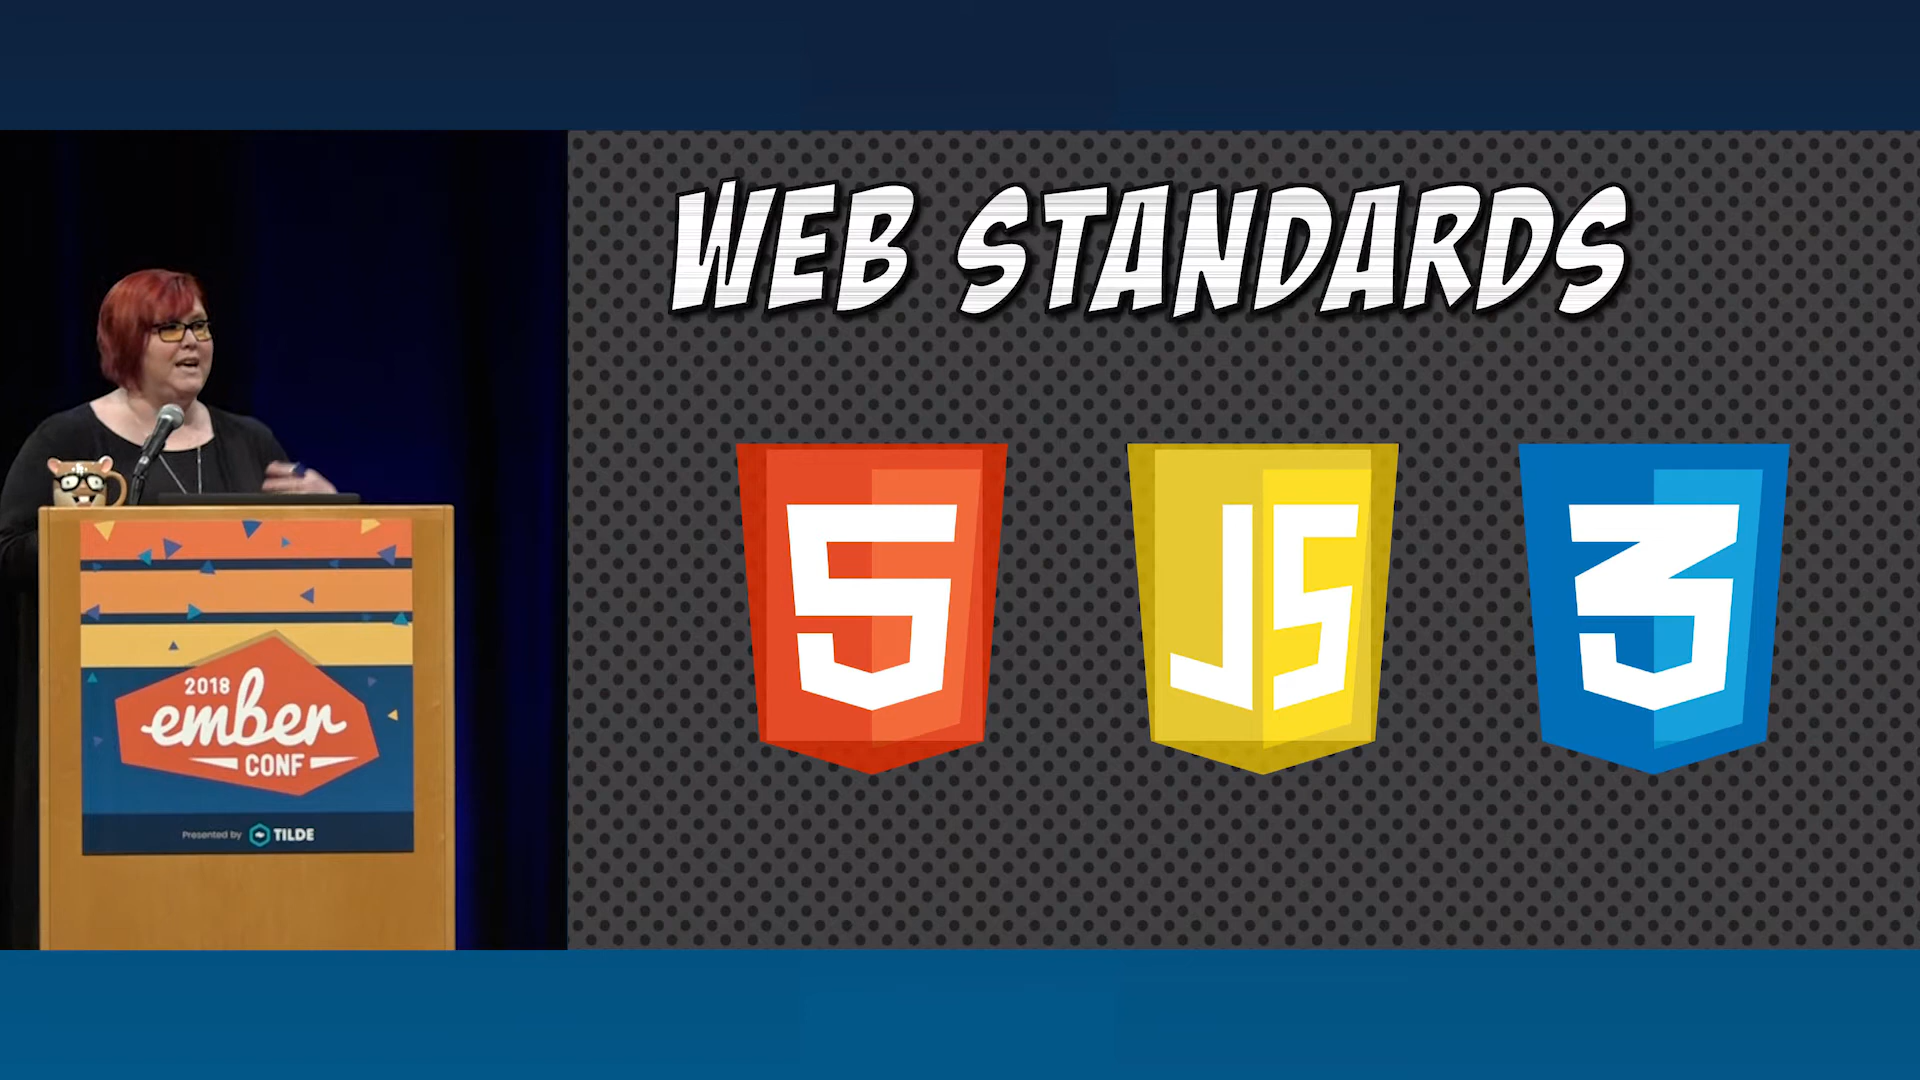 WEB STANDARDS
5
JS
3
2018
ember
CONF
Presented by TILDE